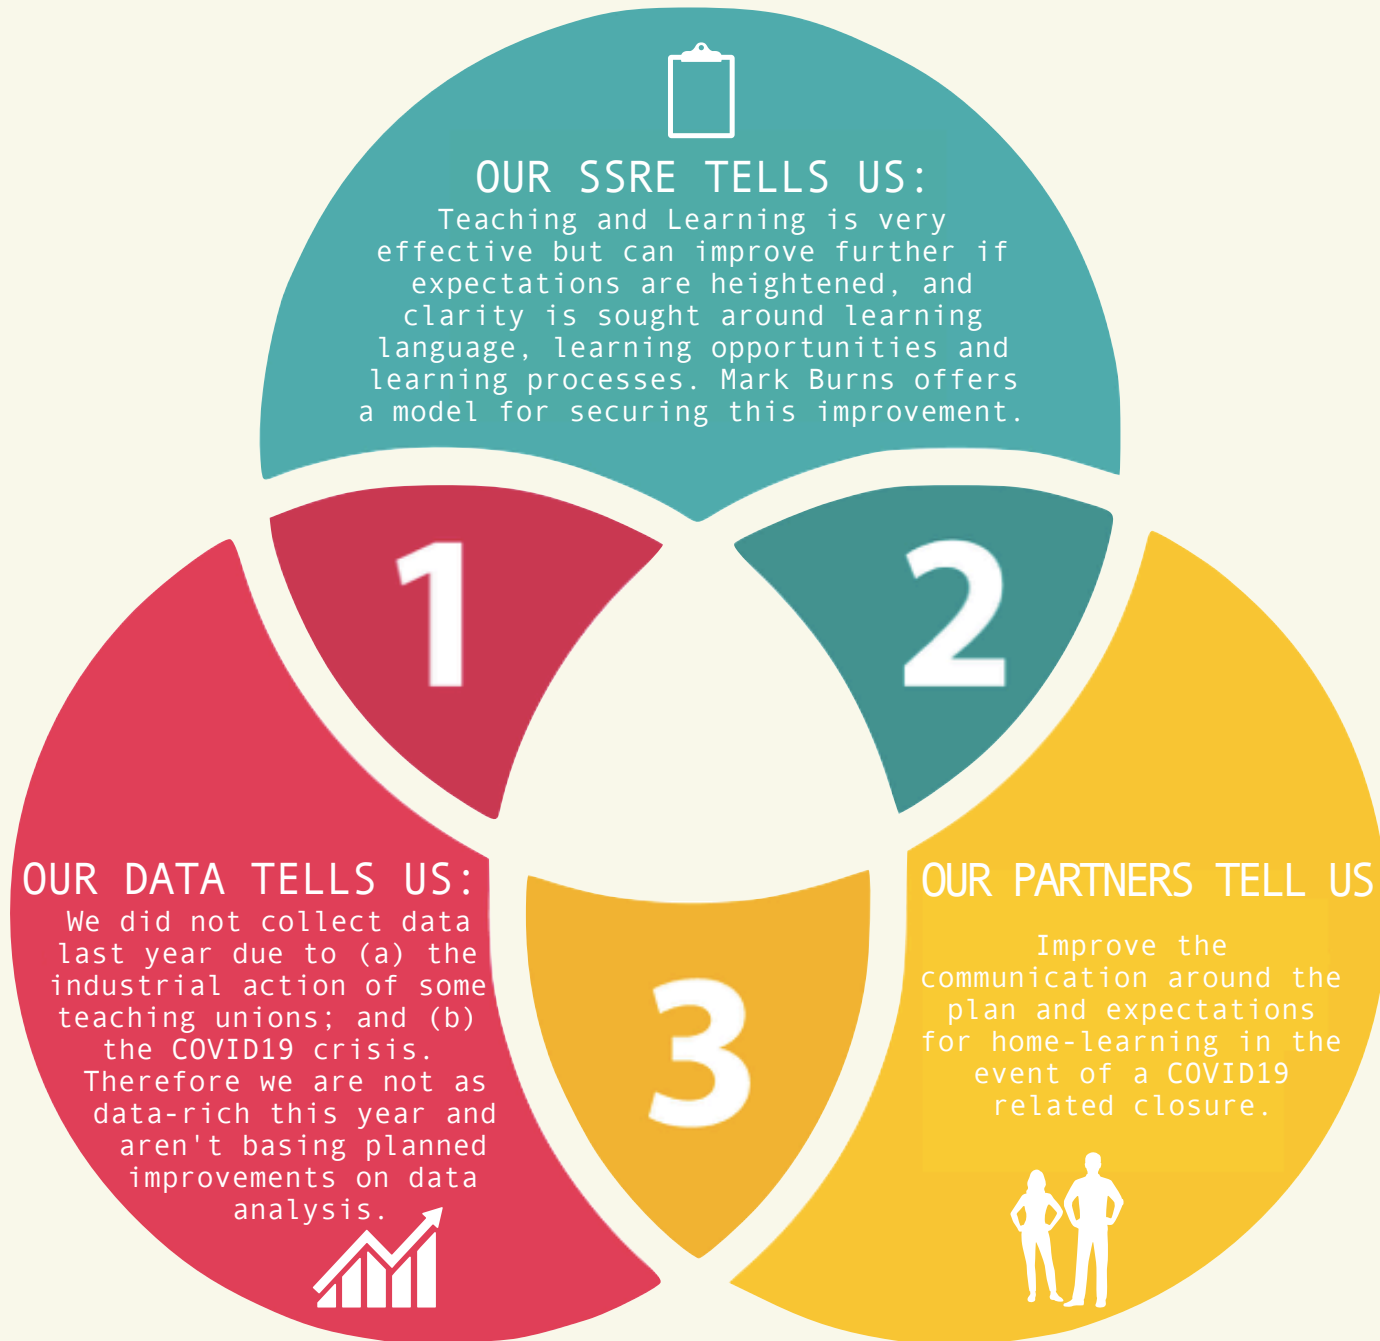 OUR SSRE TELLS US:
Teaching and Learning is very
effective but can improve further if
expectations are heightened, and
clarity is sought around learning
language, learning opportunities and
learning processes. Mark Burns offers
a model for securing this improvement.
1
2
OUR DATA TELLS US:
We did not collect data
last year due to (a) the
industrial action of some
teaching unions; and (b)
the COVID19 crisis.
Therefore we are not as
data-rich this year and
aren't basing planned
improvements on data
analysis.
3
OUR PARTNERS TELL US
Improve the
communication around the
plan and expectations
for home-learning in the
event of a COVID19
related closure.